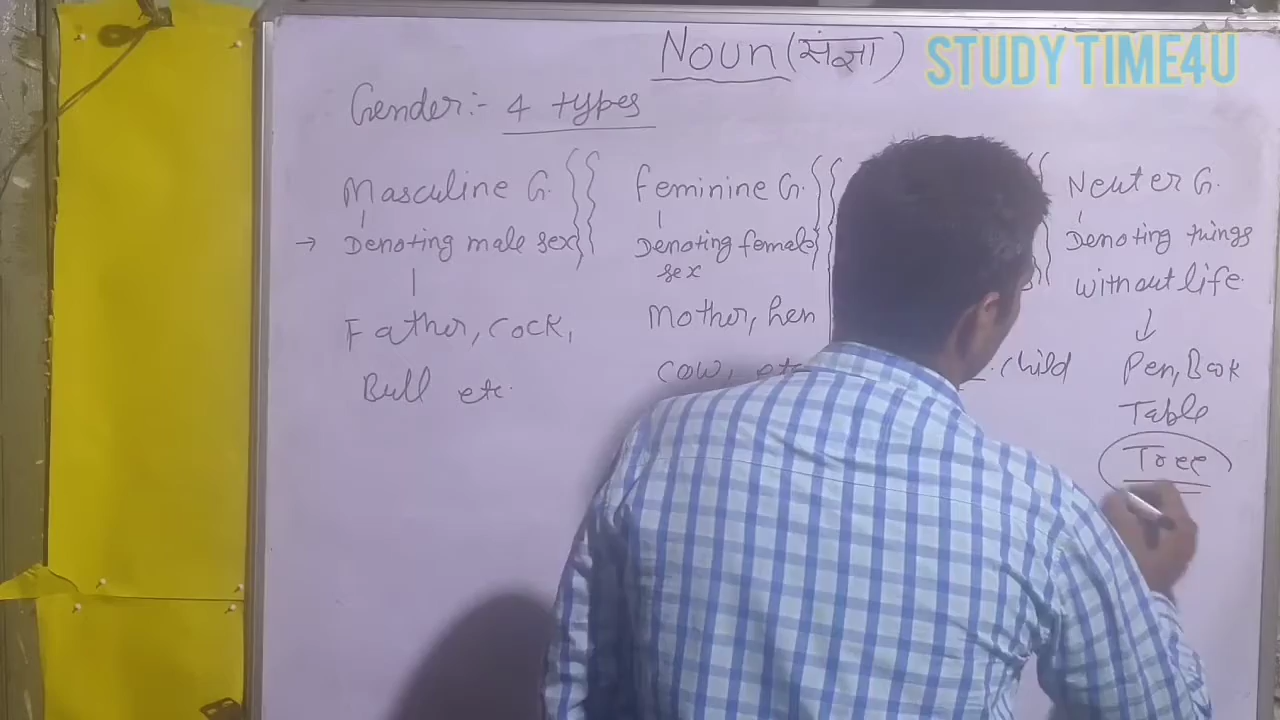 Noun (संज्ञा)
STUDY TIME4U
Gender:- 4 types
Masculine G.
→ Denoting male sex
Father, cock,
Bull etc.
Feminine G.
Denoting female
sex
Mother, hen
cow, etc
child
Neuter G.
Denoting things
without life.
Pen, Book
Table
Tree